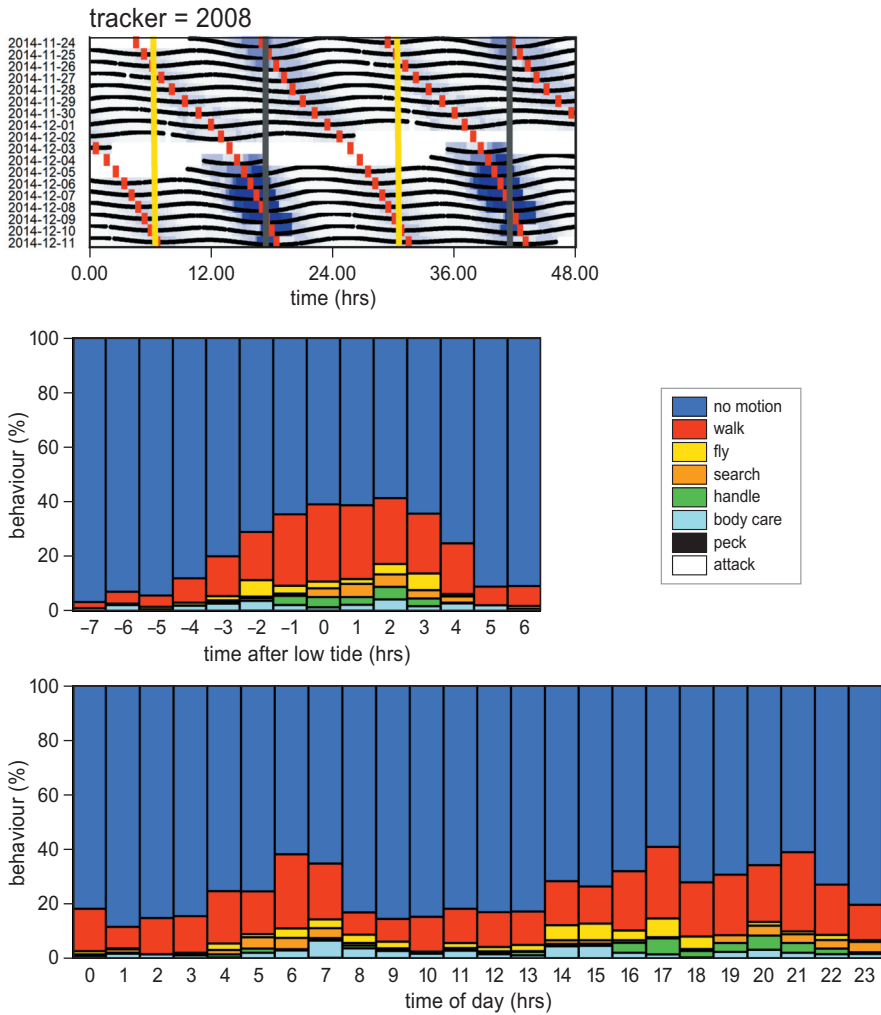 tracker = 2008
2014-11-24
2014-11-25
2014-11-26
2014-11-27
2014-11-28
2014-11-29
2014-11-30
2014-12-01
2014-12-02
2014-12-03
2014-12-04
2014-12-05
2014-12-06
2014-12-07
2014-12-08
2014-12-09
2014-12-10
2014-12-11
0.00 12.00 24.00 36.00 48.00
time (hrs)
behaviour (%)
100
80
60
40
20
0
–7 –6 –5 –4 –3 –2 –1 0 1 2 3 4 5 6
time after low tide (hrs)
no motion
walk
fly
search
handle
body care
peck
attack
behaviour (%)
100
80
60
40
20
0
0 1 2 3 4 5 6 7 8 9 10 11 12 13 14 15 16 17 18 19 20 21 22 23
time of day (hrs)